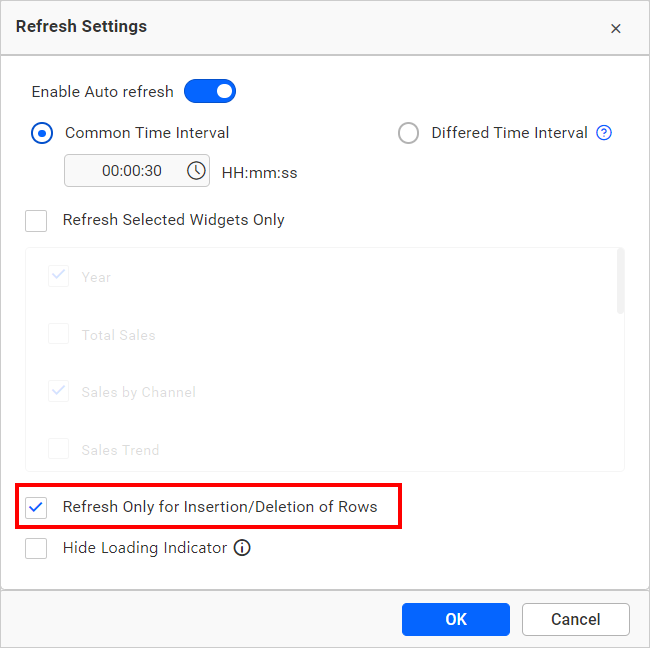 Refresh Settings
Enable Auto refresh
Common Time Interval
Differed Time Interval
00:00:30 HH:mm:ss
Refresh Selected Widgets Only
Year
Total Sales
Sales by Channel
Sales Trend
Refresh Only for Insertion/Deletion of Rows
Hide Loading Indicator
OK Cancel